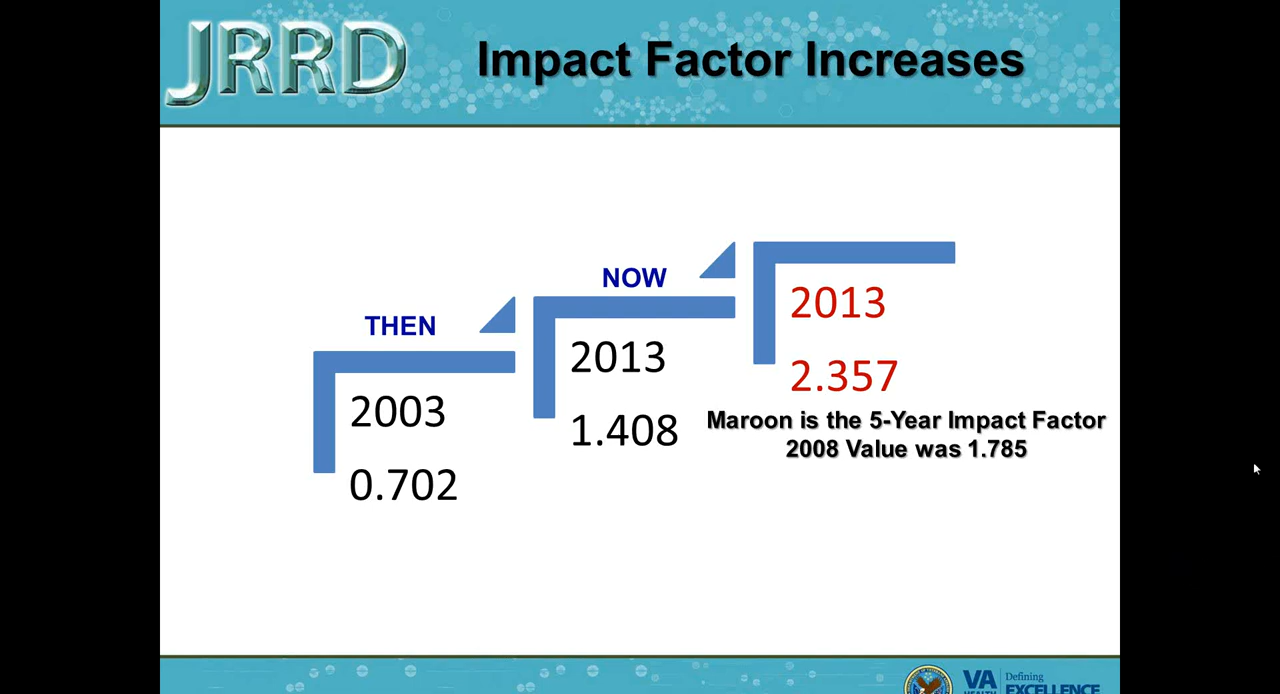 JRRD
Impact Factor Increases
THEN
2003
0.702
NOW
2013
1.408
2013
2.357
Maroon is the 5-Year Impact Factor
2008 Value was 1.785
VA
HEALTH
Defining
EXCELLENCE